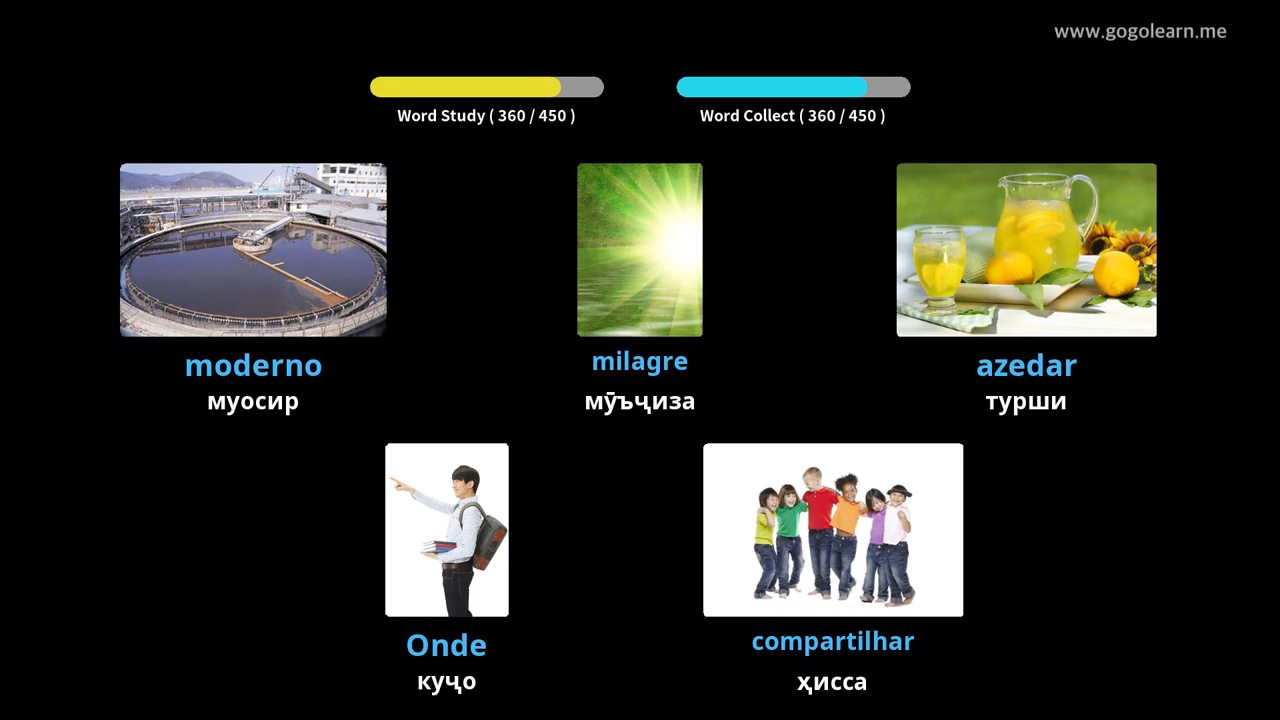 www.gogolearn.me
Word Study ( 360 / 450 )
Word Collect ( 360 / 450 )
moderno
муосир
milagre
мӯъҷиза
azedar
турши
Onde
куҷо
compartilhar
ҳисса